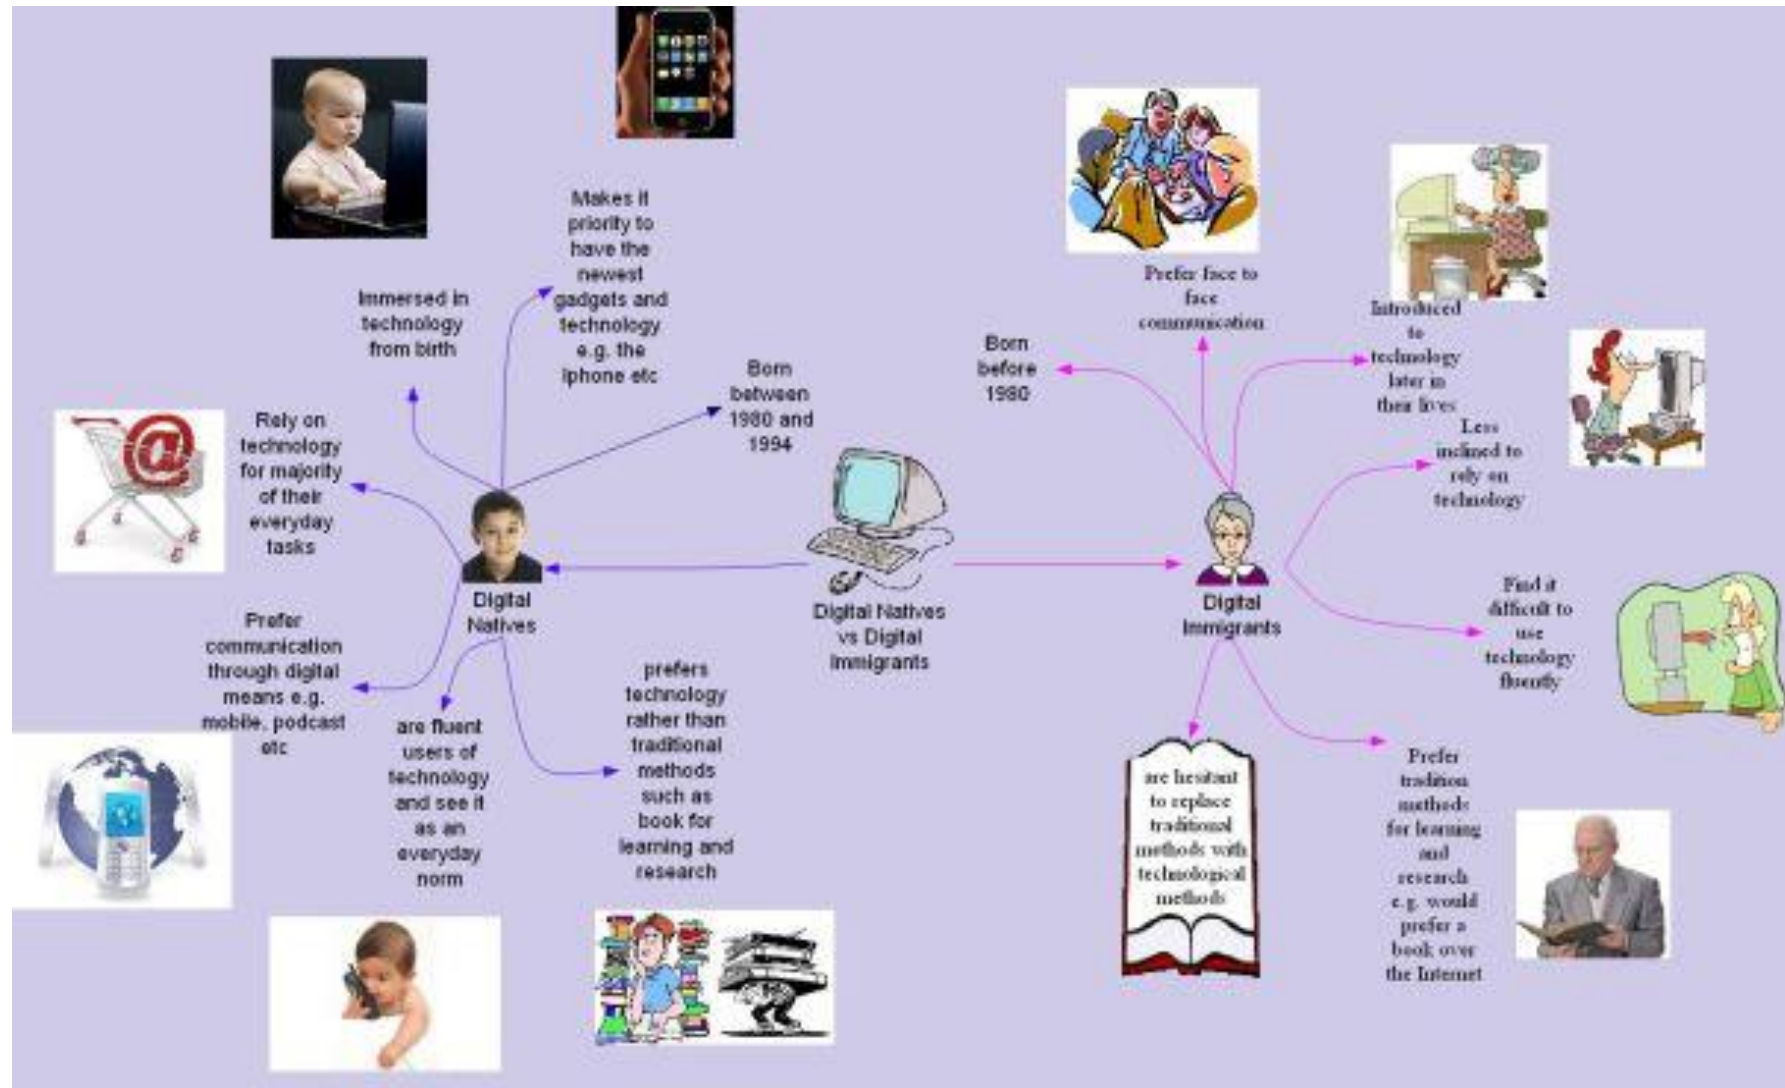 Makes it
priority to
have the
newest
gadgets and
technology
e.g. the
Iphone etc
Immersed in
technology
from birth
Born
between
1980 and
1994
Rely on
technology
for majority
of their
everyday
tasks
Digital
Natives
Prefer
communication
through digital
means e.g.
mobile, podcast
etc
are fluent
users of
technology
and see it
as an
everyday
norm
prefers
technology
rather than
traditional
methods
such as
book for
learning and
research
Digital Natives
vs Digital
Immigrants
Born
before
1980
Prefer face to
face
communication
Introduced
to
technology
later in
their lives
Less
inclined to
rely on
technology
Digital
Immigrants
Find it
difficult to
use
technology
fluently
are hesitant
to replace
traditional
methods with
technological
methods
Prefer
tradition
methods
for learning
and
research
e.g. would
prefer a
book over
the Internet